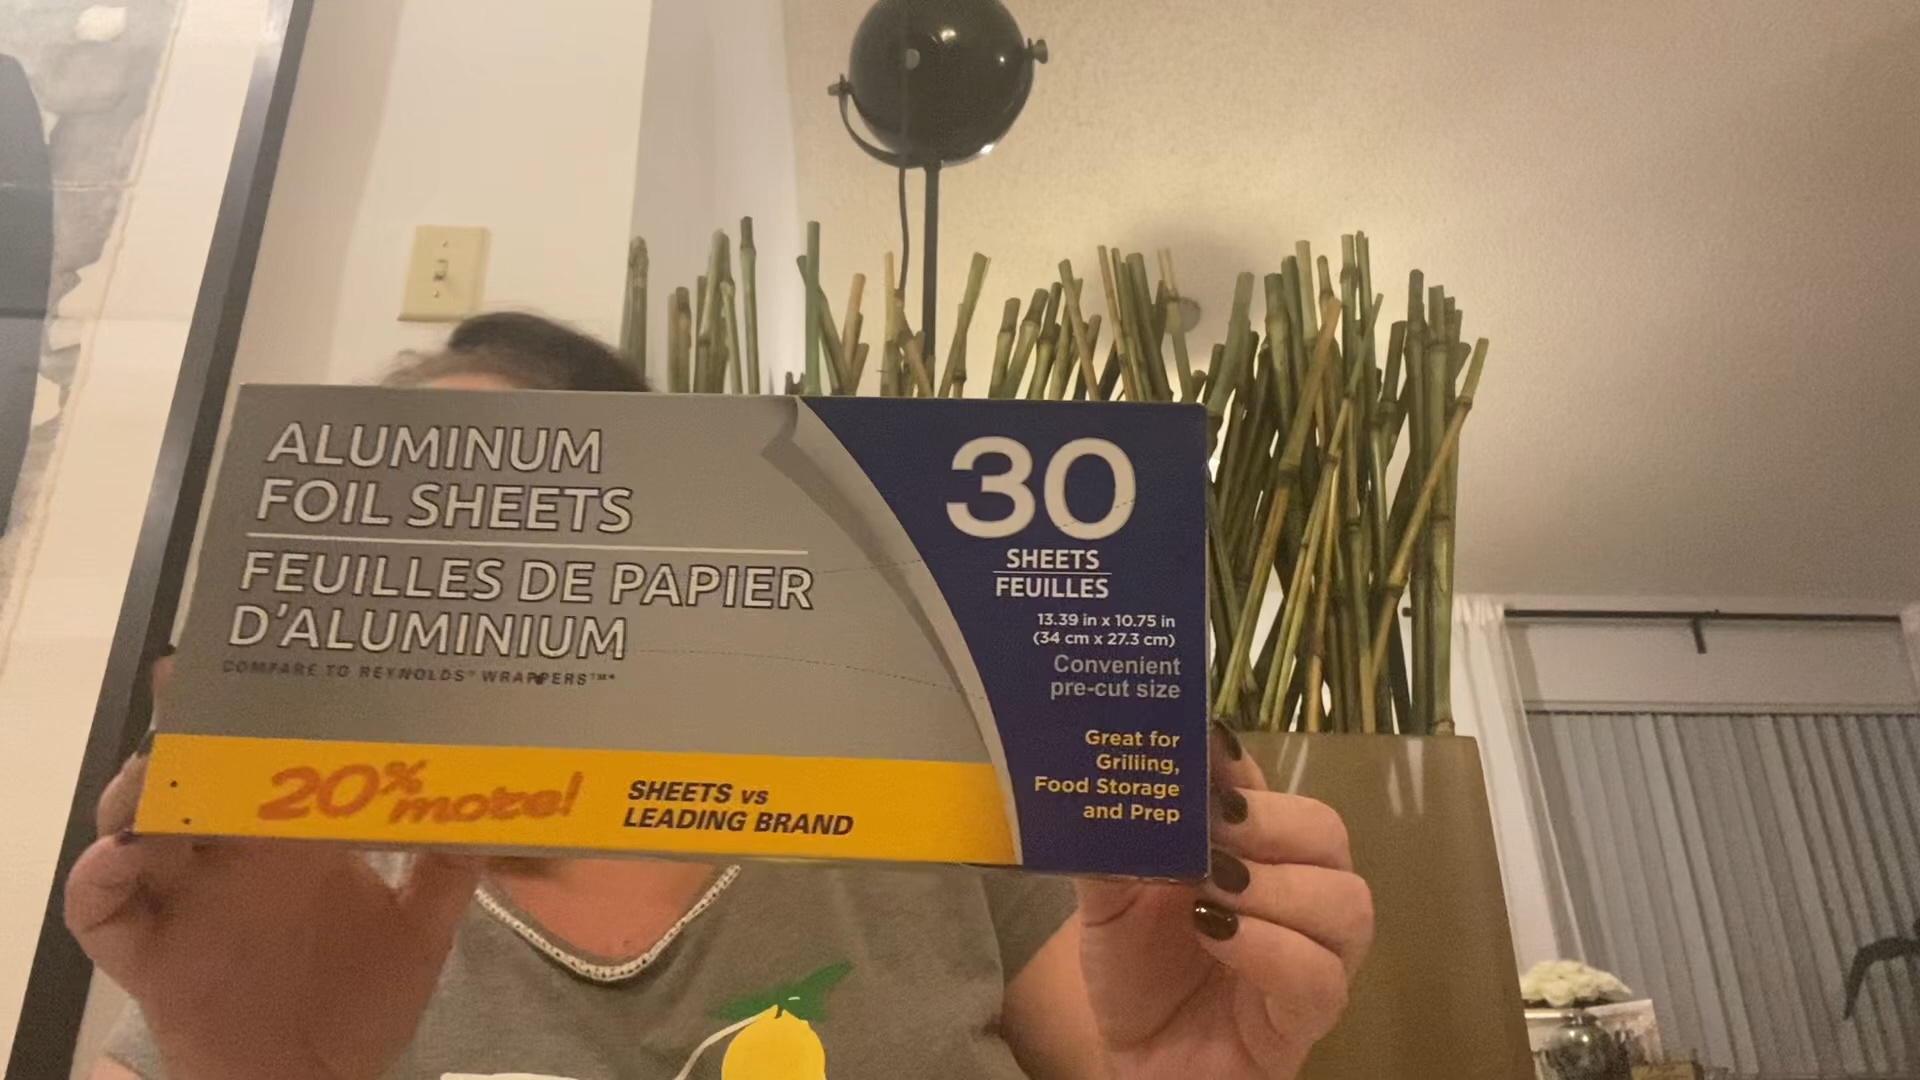 ALUMINUM
FOIL SHEETS
FEUILLES DE PAPIER
D'ALUMINIUM
COMPARE TO REYNOLDS® WRAPPERS™*
20% more!
SHEETS vs
LEADING BRAND
30
SHEETS
FEUILLES
13.39 in x 10.75 in
(34 cm x 27.3 cm)
Convenient
pre-cut size
Great for
Grilling,
Food Storage
and Prep